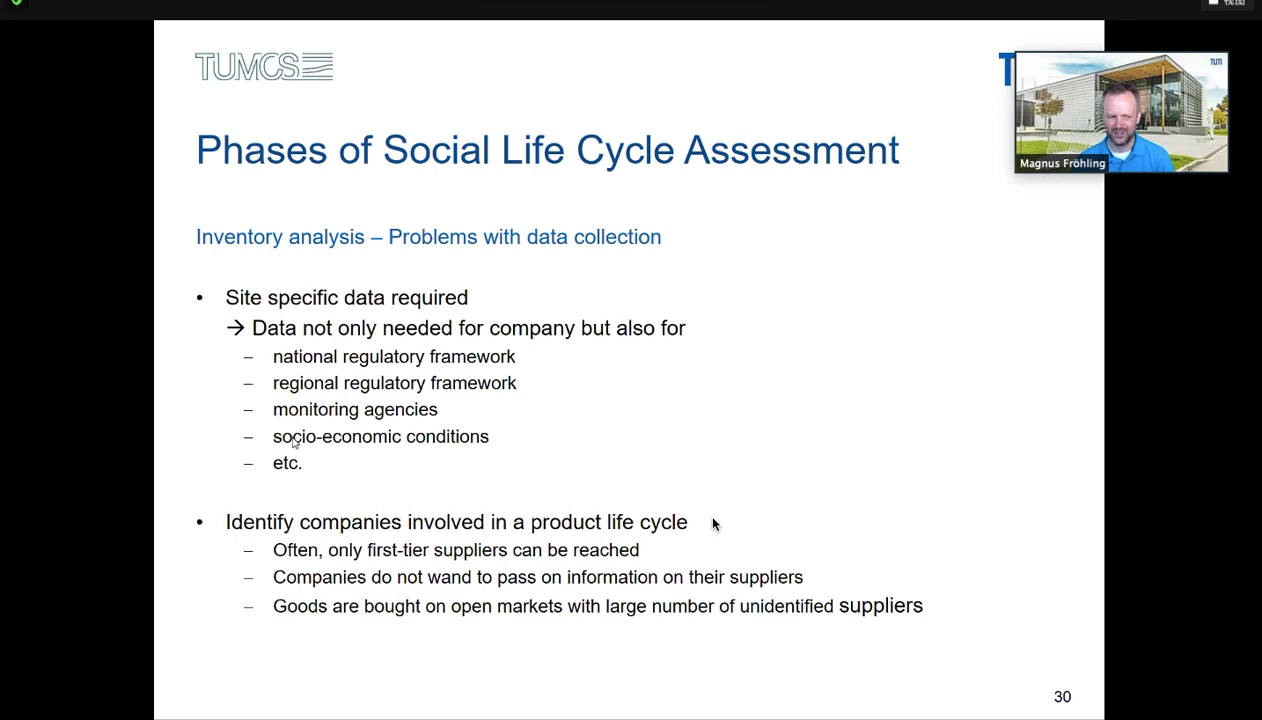 视图
TUMCS
T
TUM
Magnus Fröhling
Phases of Social Life Cycle Assessment
Inventory analysis – Problems with data collection
• Site specific data required
→ Data not only needed for company but also for
– national regulatory framework
– regional regulatory framework
– monitoring agencies
– socio-economic conditions
– etc.
• Identify companies involved in a product life cycle
– Often, only first-tier suppliers can be reached
– Companies do not wand to pass on information on their suppliers
– Goods are bought on open markets with large number of unidentified suppliers
30